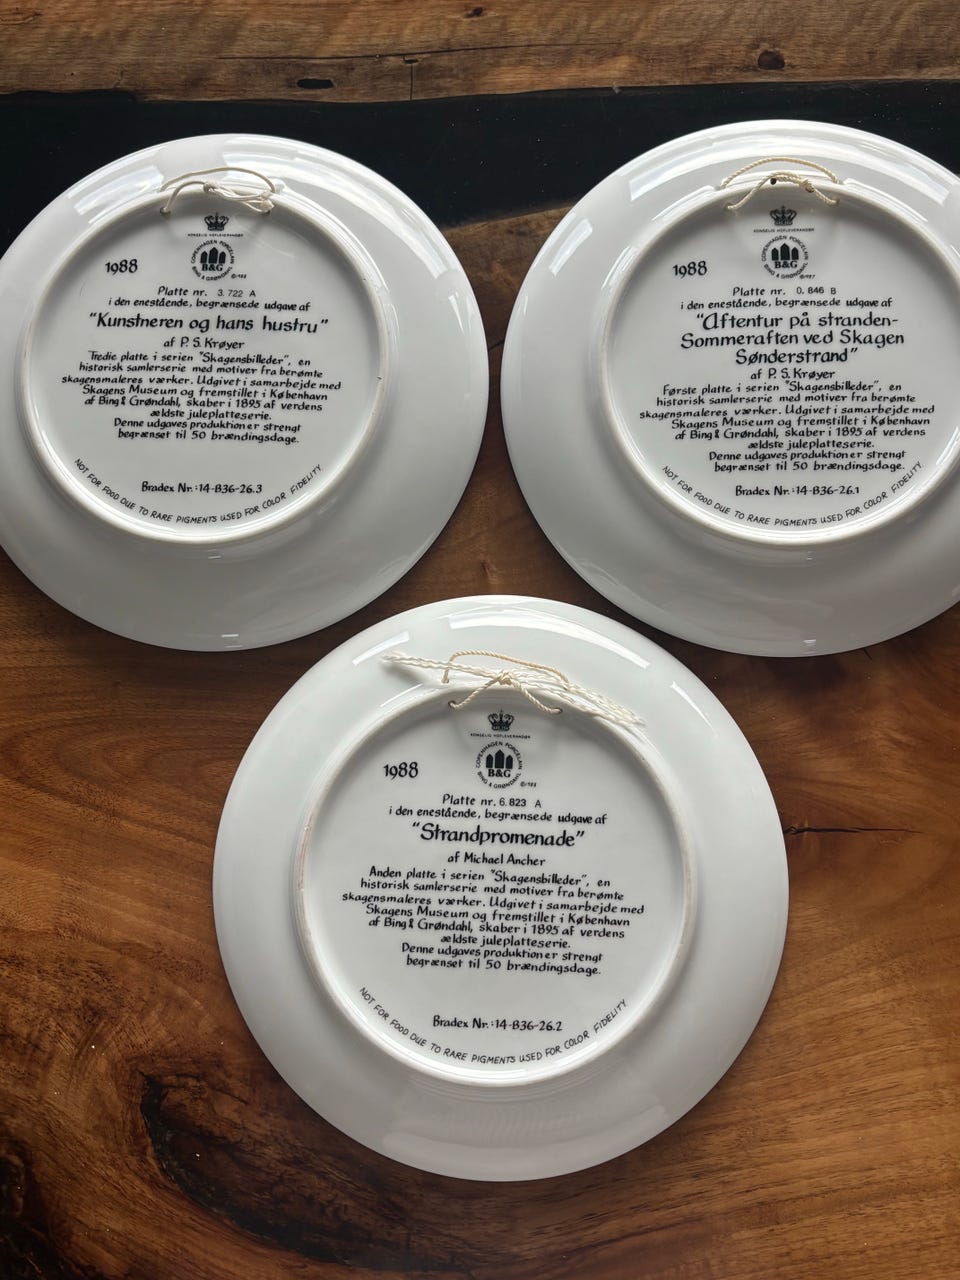 KONGELIG HOFLEVERANDØR
COPENHAGEN PORCELAIN
B&G
BING & GRØNDAHL
1988
Platte nr. 3.722 A
i den enestående, begrænsede udgave af
"Kunstneren og hans hustru"
af P. S. Krøyer
Tredie platte i serien "Skagensbilleder", en
historisk samlerserie med motiver fra berømte
skagensmaleres værker. Udgivet i samarbejde med
Skagens Museum og fremstillet i København
af Bing & Grøndahl, skaber i 1895 af verdens
ældste juleplatteserie.
Denne udgaves produktion er strengt
begrænset til 50 brændingsdage.
Bradex Nr.: 14-B36-26.3
NOT FOR FOOD DUE TO RARE PIGMENTS USED FOR COLOR FIDELITY.
KONGELIG HOFLEVERANDØR
COPENHAGEN PORCELAIN
B&G
BING & GRØNDAHL
1988
Platte nr. 0.846 B
i den enestående, begrænsede udgave af
"Aftentur på stranden-
Sommeraften ved Skagen
Sønderstrand"
af P. S. Krøyer
Første platte i serien "Skagensbilleder", en
historisk samlerserie med motiver fra berømte
skagensmaleres værker. Udgivet i samarbejde med
Skagens Museum og fremstillet i København
af Bing & Grøndahl, skaber i 1895 af verdens
ældste juleplatteserie.
Denne udgaves produktion er strengt
begrænset til 50 brændingsdage.
Bradex Nr.: 14-B36-26.1
NOT FOR FOOD DUE TO RARE PIGMENTS USED FOR COLOR FIDELITY.
KONGELIG HOFLEVERANDØR
COPENHAGEN PORCELAIN
B&G
BING & GRØNDAHL
1988
Platte nr. 6.823 A
i den enestående, begrænsede udgave af
"Strandpromenade"
af Michael Ancher
Anden platte i serien "Skagensbilleder", en
historisk samlerserie med motiver fra berømte
skagensmaleres værker. Udgivet i samarbejde med
Skagens Museum og fremstillet i København
af Bing & Grøndahl, skaber i 1895 af verdens
ældste juleplatteserie.
Denne udgaves produktion er strengt
begrænset til 50 brændingsdage.
Bradex Nr.: 14-B36-26.2
NOT FOR FOOD DUE TO RARE PIGMENTS USED FOR COLOR FIDELITY.